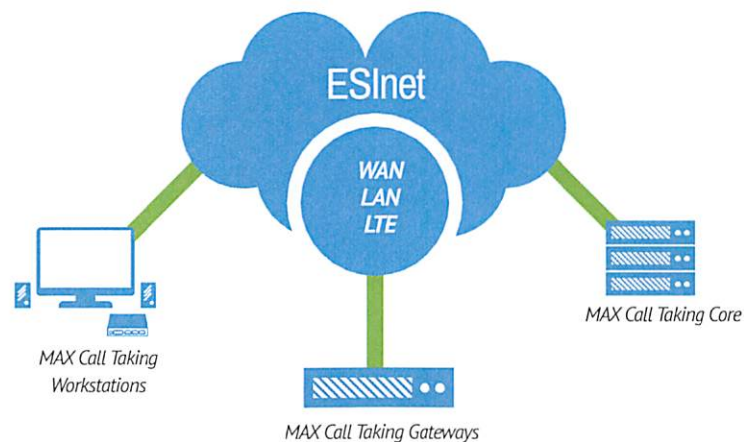 ESInet
WAN
LAN
LTE
MAX Call Taking
Workstations
MAX Call Taking Core
MAX Call Taking Gateways